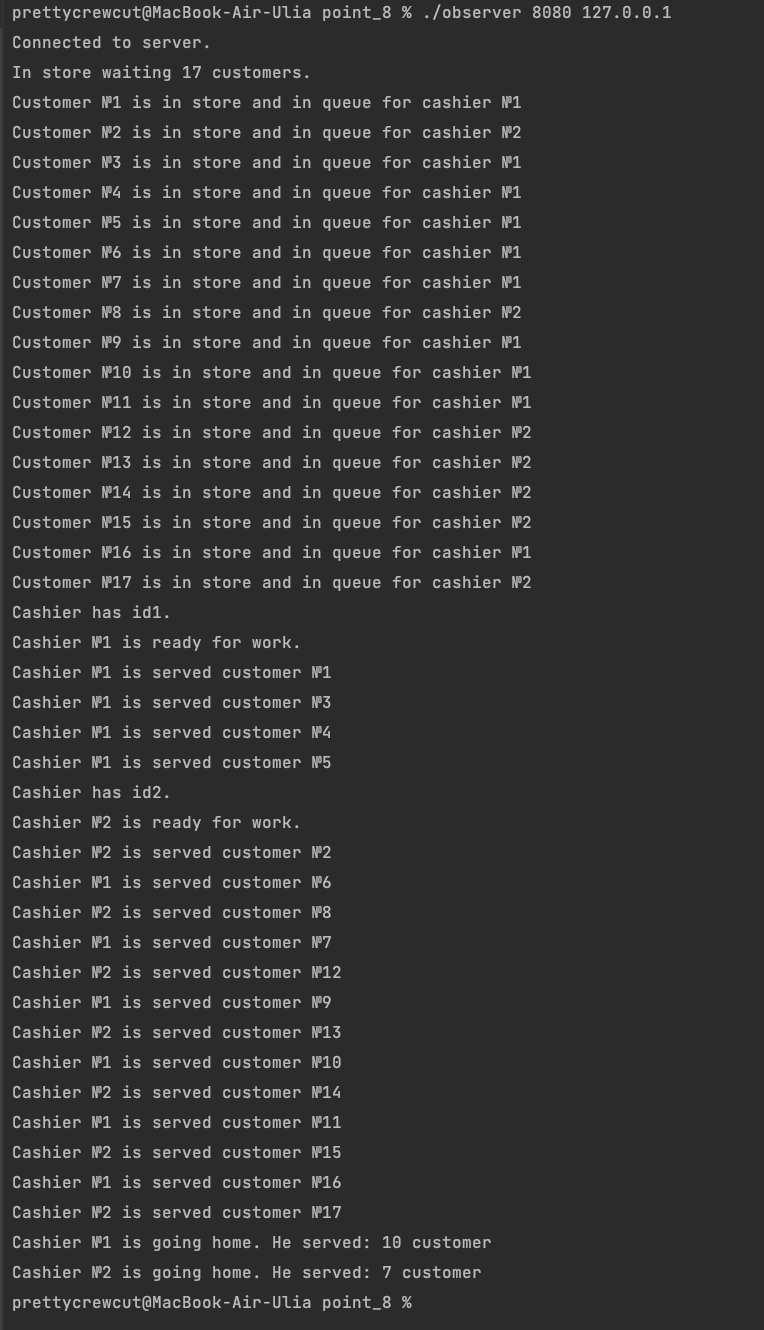 prettycrewcut@MacBook-Air-Ulia point_8 % ./observer 8080 127.0.0.1
Connected to server.
In store waiting 17 customers.
Customer №1 is in store and in queue for cashier №1
Customer №2 is in store and in queue for cashier №2
Customer №3 is in store and in queue for cashier №1
Customer №4 is in store and in queue for cashier №1
Customer №5 is in store and in queue for cashier №1
Customer №6 is in store and in queue for cashier №1
Customer №7 is in store and in queue for cashier №1
Customer №8 is in store and in queue for cashier №2
Customer №9 is in store and in queue for cashier №1
Customer №10 is in store and in queue for cashier №1
Customer №11 is in store and in queue for cashier №1
Customer №12 is in store and in queue for cashier №2
Customer №13 is in store and in queue for cashier №2
Customer №14 is in store and in queue for cashier №2
Customer №15 is in store and in queue for cashier №2
Customer №16 is in store and in queue for cashier №1
Customer №17 is in store and in queue for cashier №2
Cashier has id1.
Cashier №1 is ready for work.
Cashier №1 is served customer №1
Cashier №1 is served customer №3
Cashier №1 is served customer №4
Cashier №1 is served customer №5
Cashier has id2.
Cashier №2 is ready for work.
Cashier №2 is served customer №2
Cashier №1 is served customer №6
Cashier №2 is served customer №8
Cashier №1 is served customer №7
Cashier №2 is served customer №12
Cashier №1 is served customer №9
Cashier №2 is served customer №13
Cashier №1 is served customer №10
Cashier №2 is served customer №14
Cashier №1 is served customer №11
Cashier №2 is served customer №15
Cashier №1 is served customer №16
Cashier №2 is served customer №17
Cashier №1 is going home. He served: 10 customer
Cashier №2 is going home. He served: 7 customer
prettycrewcut@MacBook-Air-Ulia point_8 %